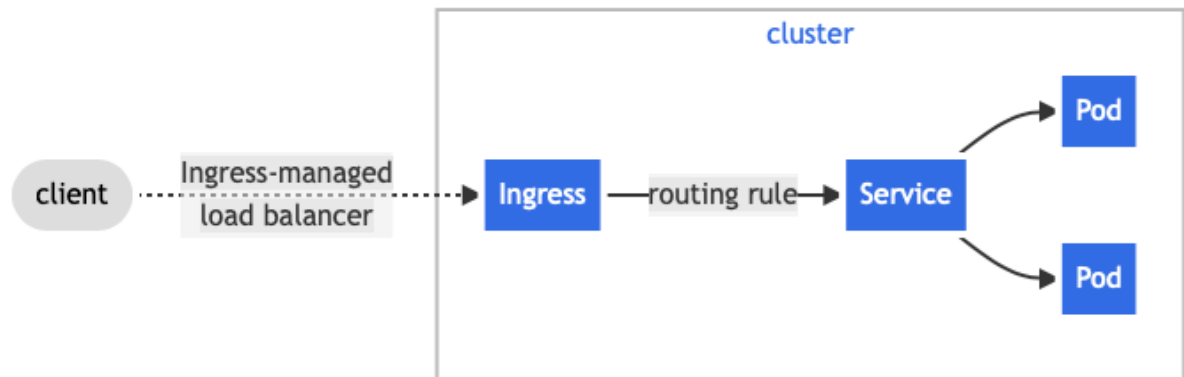 cluster
Pod
client
Ingress-managed
load balancer
Ingress
routing rule
Service
Pod